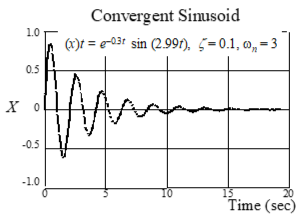 Convergent Sinusoid
1.0
(x)t = e^-0.3t sin (2.99t), ζ = 0.1, ωn = 3
0.5
X 0
-0.5
-1.0
0 5 10 15 20
Time (sec)